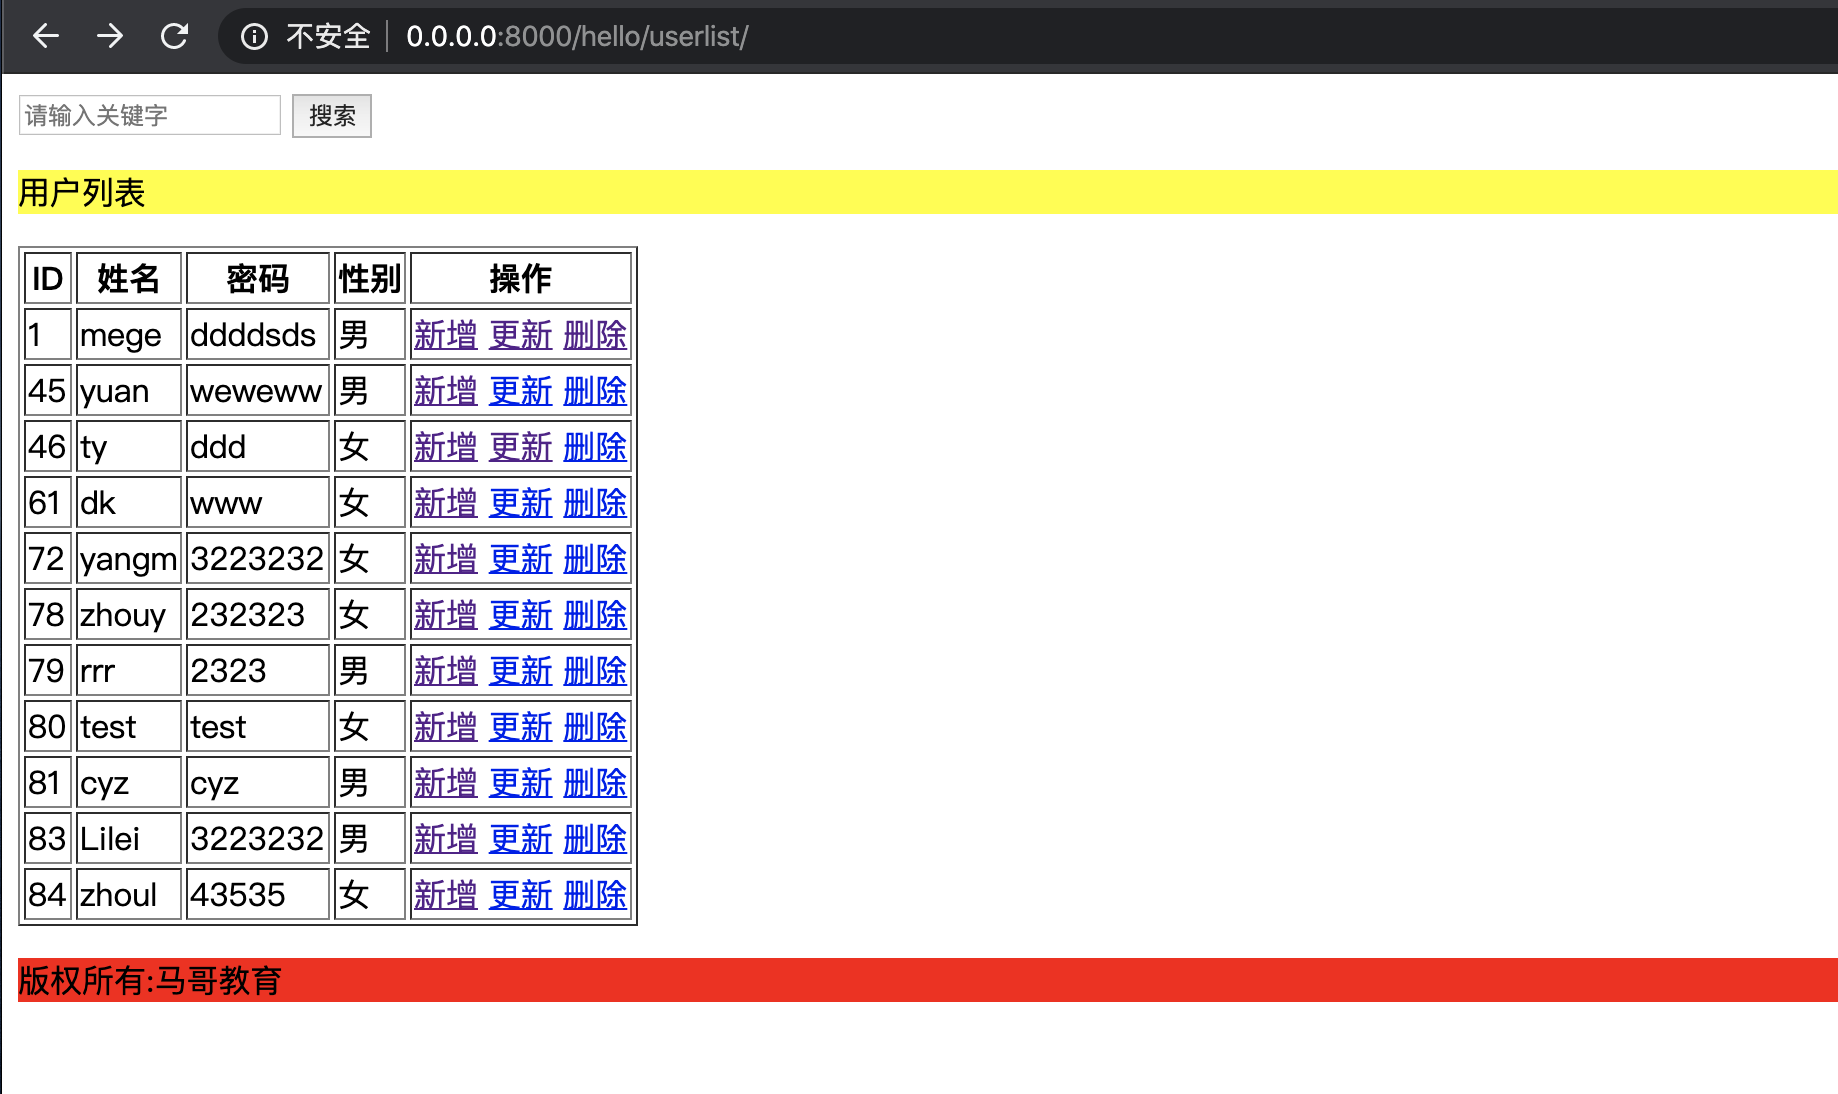 不安全 0.0.0.0:8000/hello/userlist/
请输入关键字 搜索
用户列表
ID 姓名 密码 性别 操作
1 mege ddddsds 男 新增 更新 删除
45 yuan weweww 男 新增 更新 删除
46 ty ddd 女 新增 更新 删除
61 dk www 女 新增 更新 删除
72 yangm 3223232 女 新增 更新 删除
78 zhouy 232323 女 新增 更新 删除
79 rrr 2323 男 新增 更新 删除
80 test test 女 新增 更新 删除
81 cyz cyz 男 新增 更新 删除
83 Lilei 3223232 男 新增 更新 删除
84 zhoul 43535 女 新增 更新 删除
版权所有:马哥教育